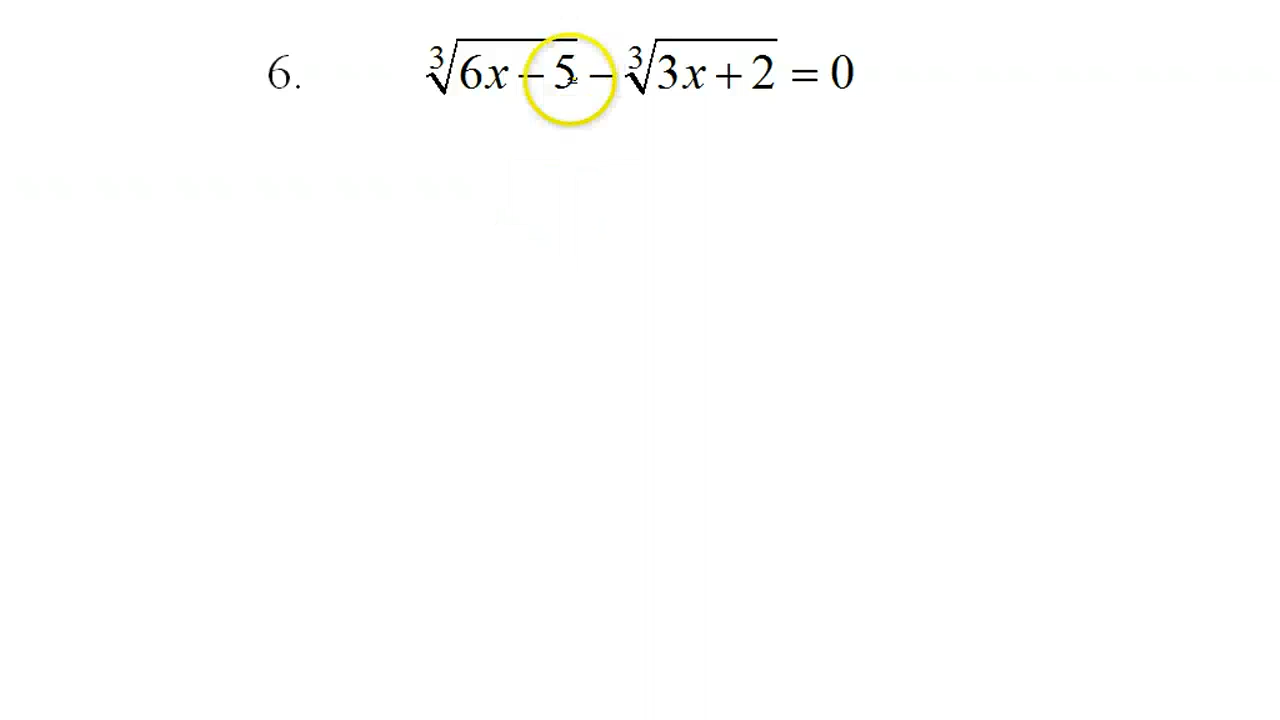 6. ∛(6x − 5) − ∛(3x + 2) = 0